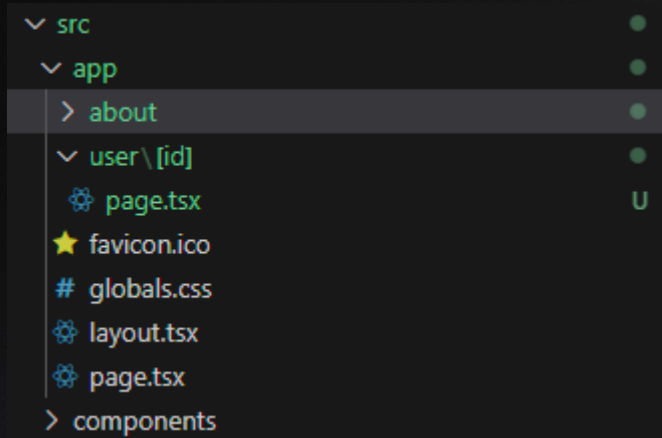 src
app
about
user\[id]
page.tsx U
favicon.ico
# globals.css
layout.tsx
page.tsx
components